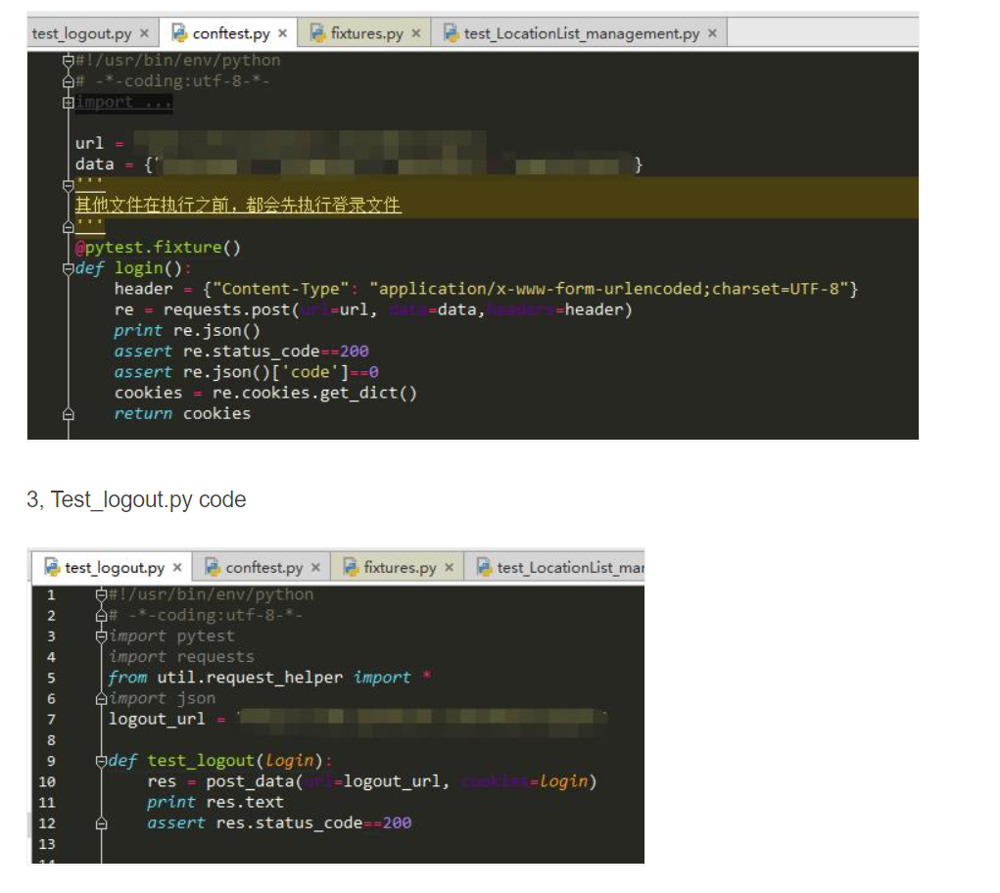 test_logout.py × conftest.py × fixtures.py × test_LocationList_management.py ×
#!/usr/bin/env/python
# -*-coding:utf-8-*-
import ...
url =
data = {' }
'''
其他文件在执行之前，都会先执行登录文件
'''
@pytest.fixture()
def login():
header = {"Content-Type": "application/x-www-form-urlencoded;charset=UTF-8"}
re = requests.post(url=url, data=data,headers=header)
print re.json()
assert re.status_code==200
assert re.json()['code']==0
cookies = re.cookies.get_dict()
return cookies
3, Test_logout.py code
test_logout.py × conftest.py × fixtures.py × test_LocationList_mar
1 #!/usr/bin/env/python
2 # -*-coding:utf-8-*-
3 import pytest
4 import requests
5 from util.request_helper import *
6 import json
7 logout_url = '
8
9 def test_logout(login):
10 res = post_data(url=logout_url, cookies=login)
11 print res.text
12 assert res.status_code==200
13